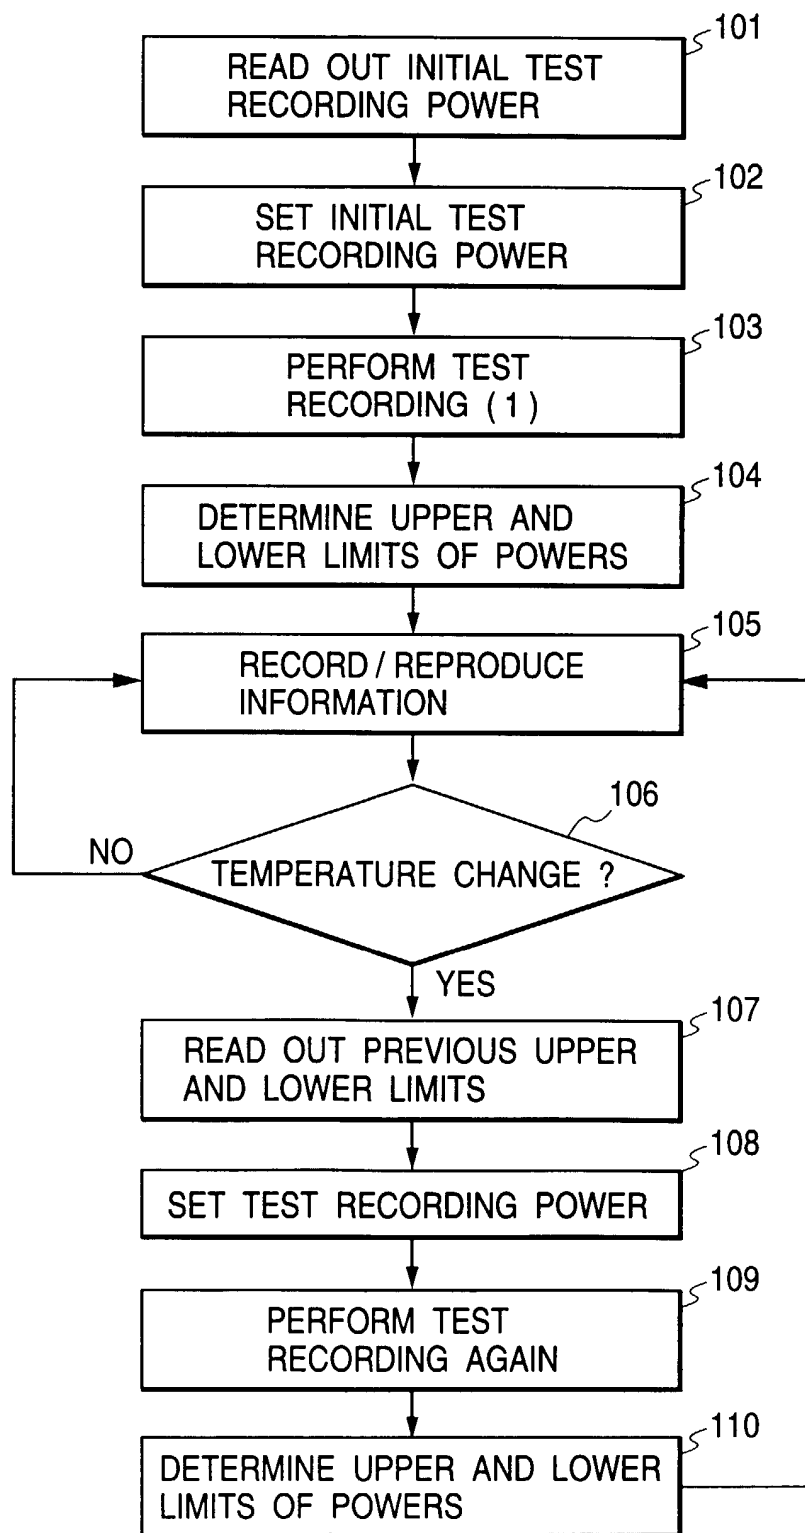 101
READ OUT INITIAL TEST
RECORDING POWER
102
SET INITIAL TEST
RECORDING POWER
103
PERFORM TEST
RECORDING (1)
104
DETERMINE UPPER AND
LOWER LIMITS OF POWERS
105
RECORD/REPRODUCE
INFORMATION
106
NO
TEMPERATURE CHANGE ?
YES
107
READ OUT PREVIOUS UPPER
AND LOWER LIMITS
108
SET TEST RECORDING POWER
109
PERFORM TEST
RECORDING AGAIN
110
DETERMINE UPPER AND LOWER
LIMITS OF POWERS